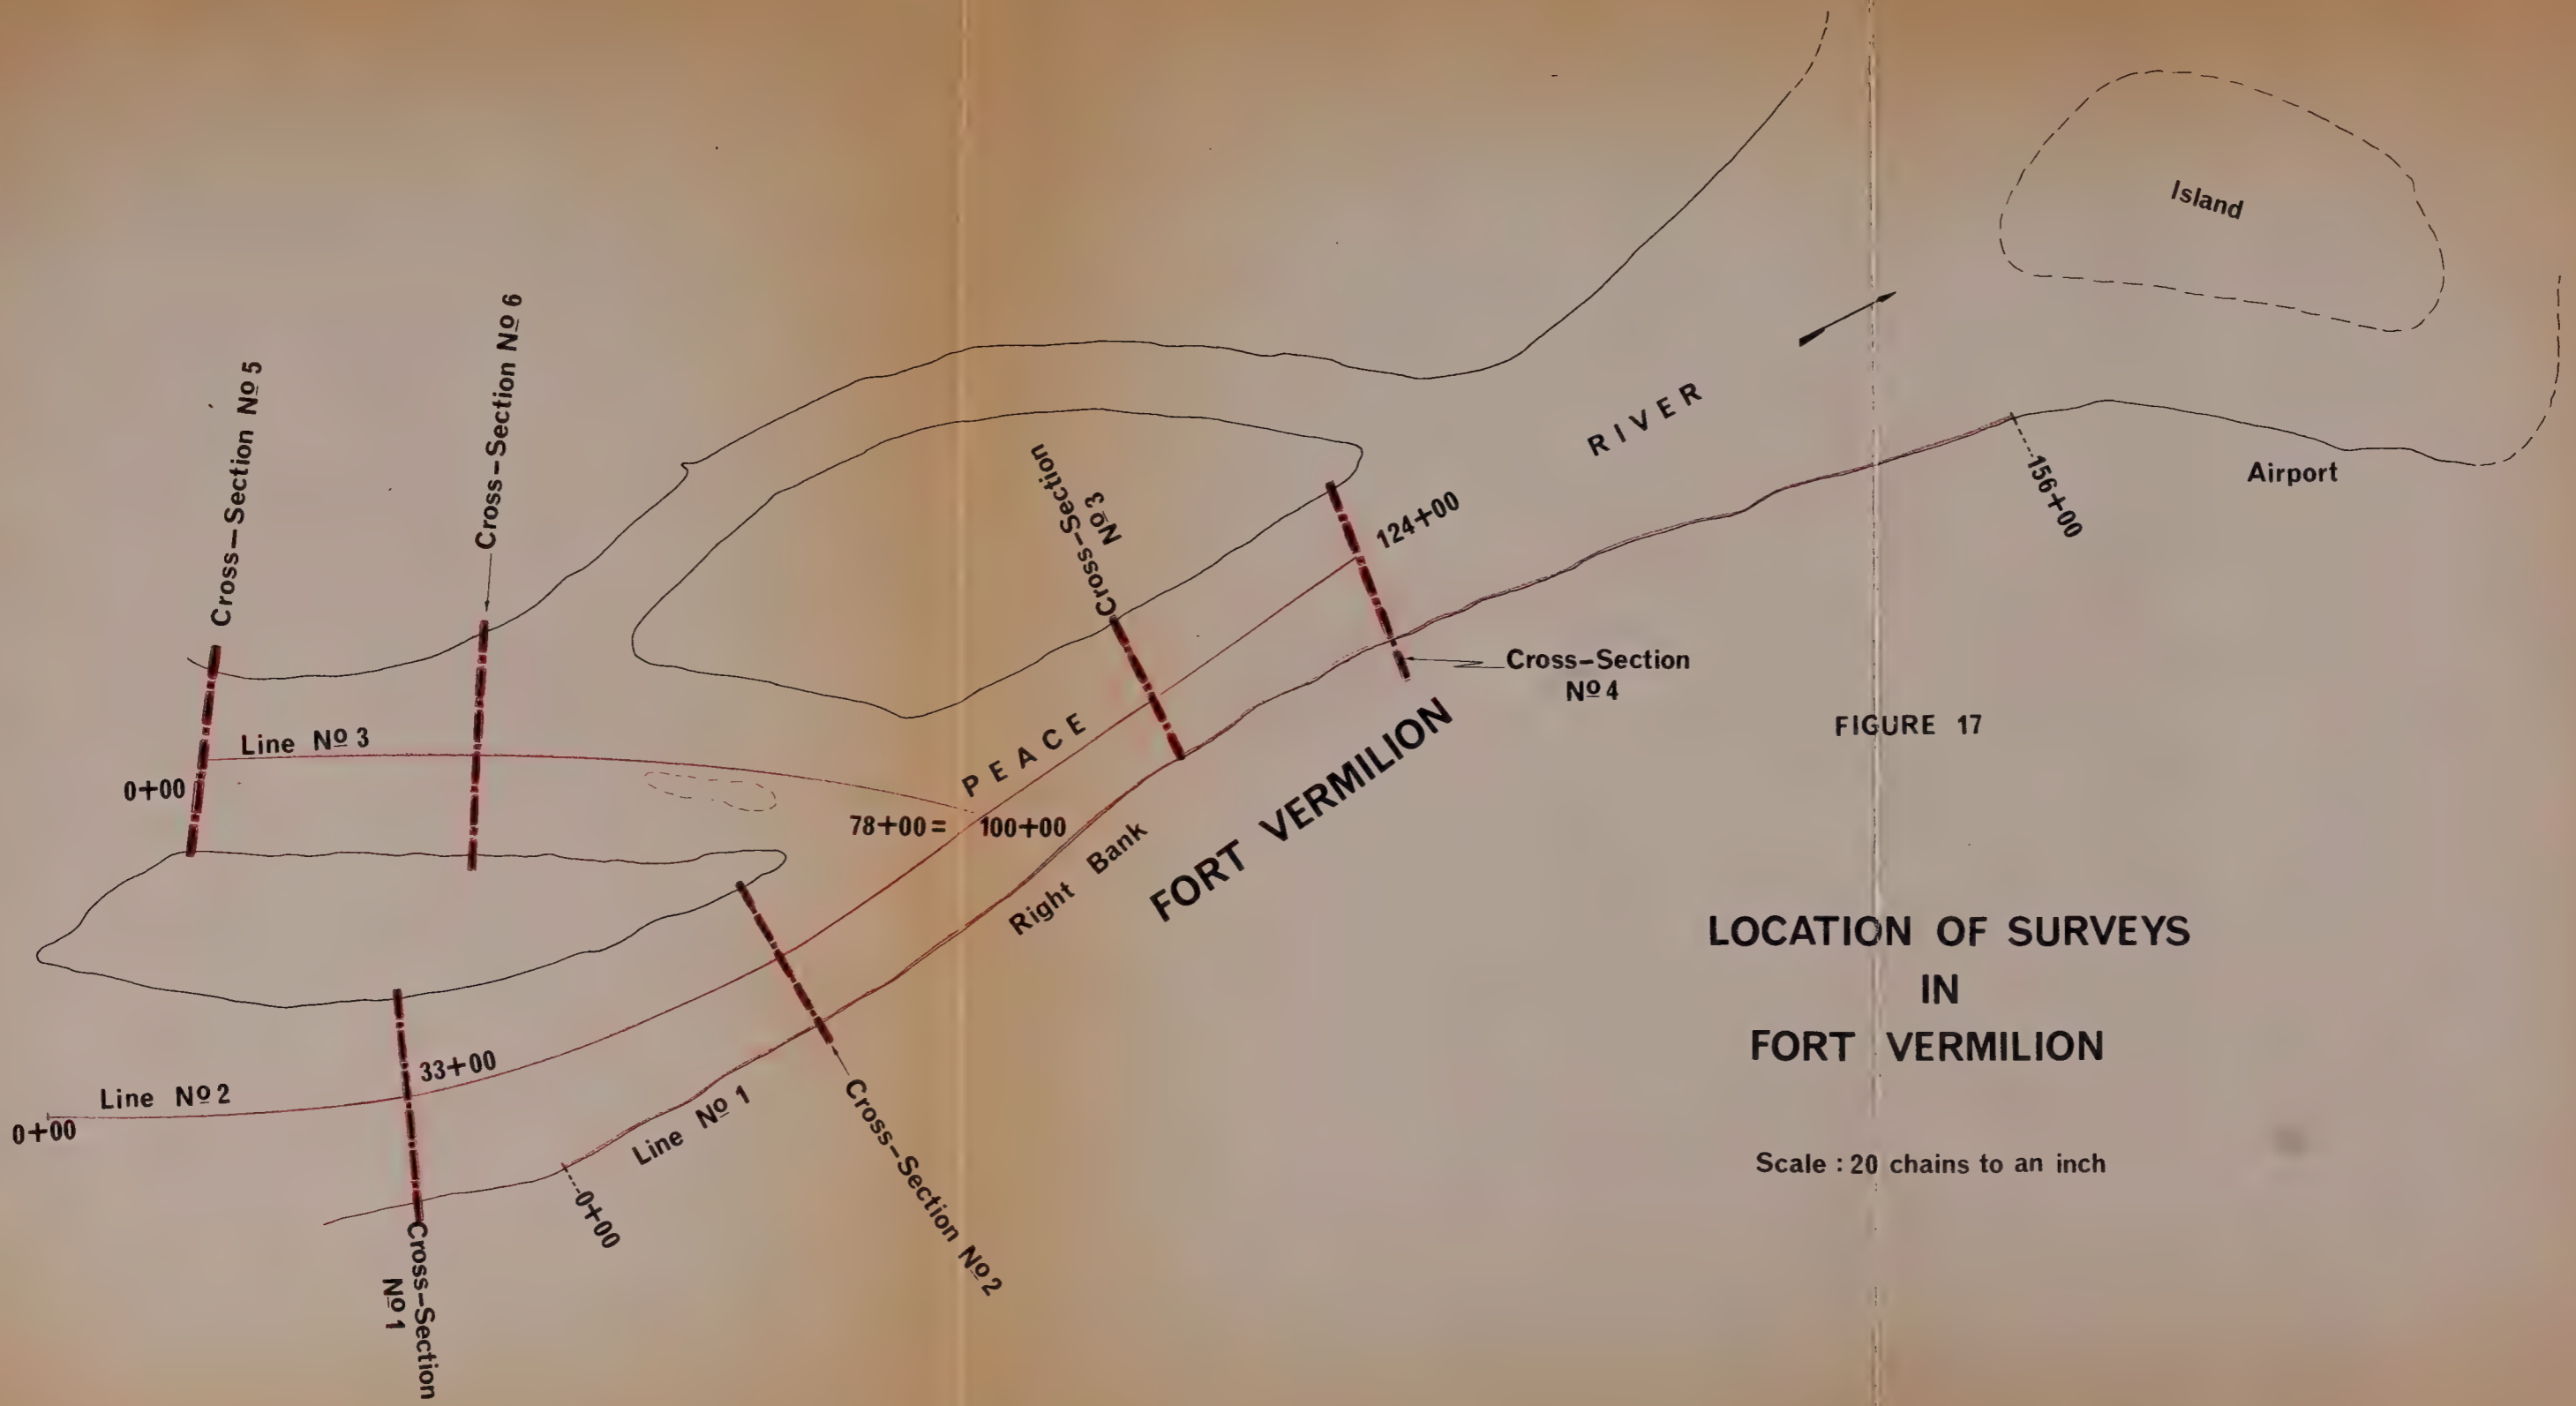 Island
RIVER
Airport
156+00
124+00
Cross-Section
Nº 3
Cross-Section Nº 6
Cross-Section Nº 5
Cross-Section
Nº 4
FIGURE 17
PEACE
FORT VERMILION
Line Nº 3
0+00
78+00 = 100+00
Right Bank
LOCATION OF SURVEYS
IN
FORT VERMILION
Scale : 20 chains to an inch
33+00
Line Nº 2
0+00
Line Nº 1
0+00
Cross-Section Nº 2
Cross-Section
Nº 1